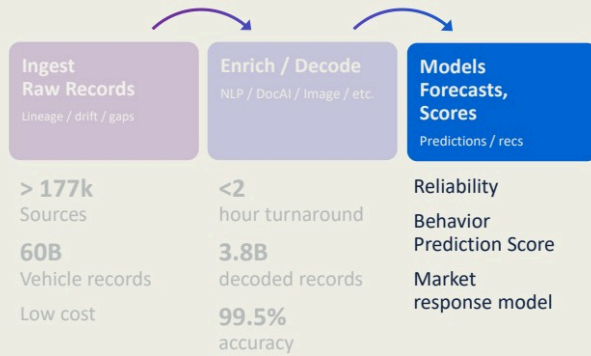 Ingest
Raw Records
Lineage / drift / gaps
> 177k
Sources
60B
Vehicle records
Low cost
Enrich / Decode
NLP / DocAI / Image / etc.
<2
hour turnaround
3.8B
decoded records
99.5%
accuracy
Models
Forecasts,
Scores
Predictions / recs
Reliability
Behavior
Prediction Score
Market
response model